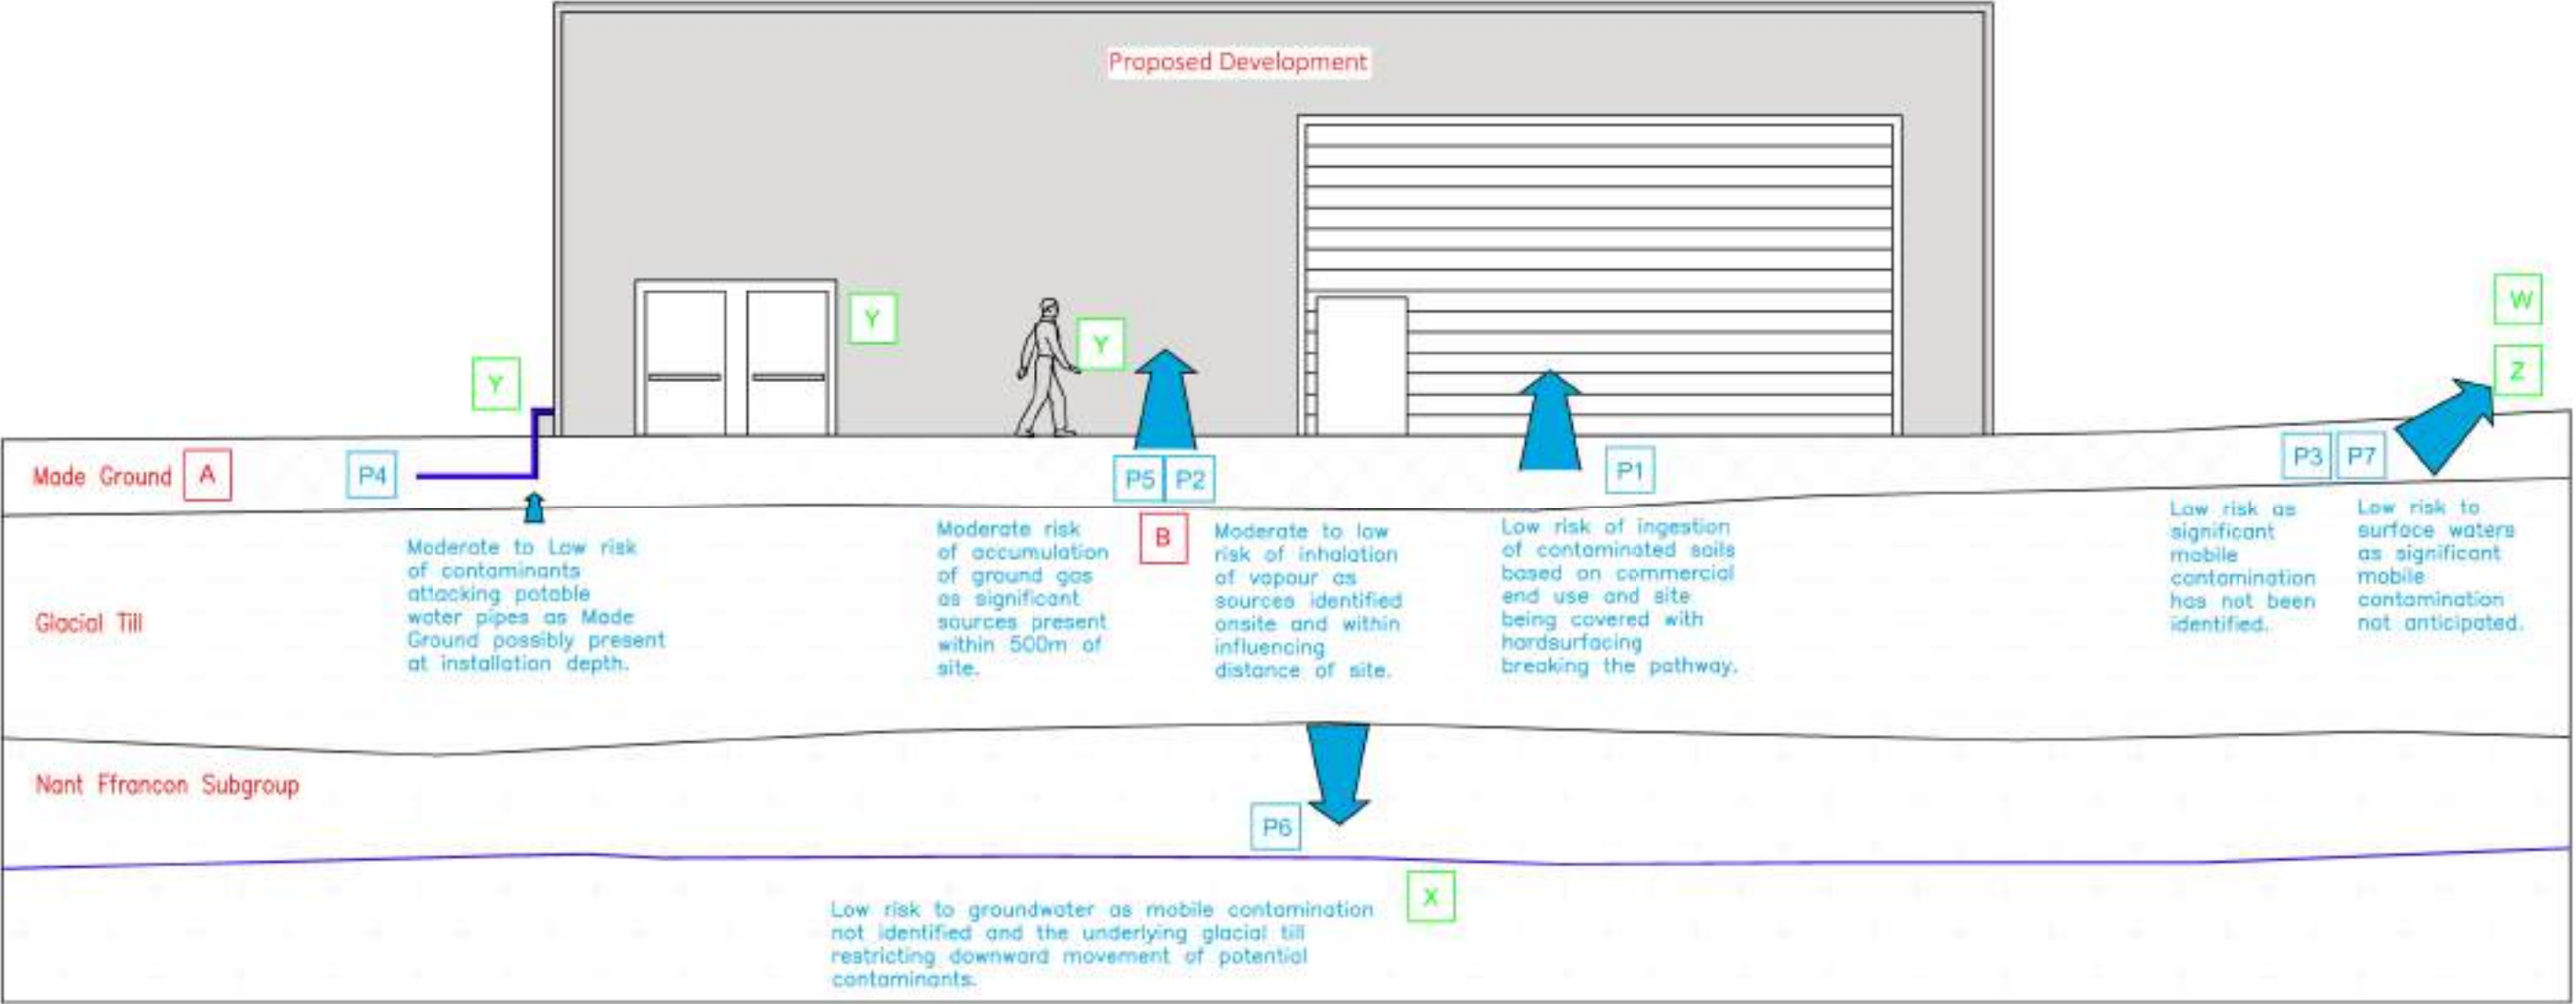 Proposed Development
W
Y
Y
Z
Y
Made Ground
A
P4
P5
P2
P1
P3
P7
B
Moderate to Low risk
of contaminants
attacking potable
water pipes as Made
Ground possibly present
at installation depth.
Moderate risk
of accumulation
of ground gas
as significant
sources present
within 500m of
site.
Moderate to low
risk of inhalation
of vapour as
sources identified
onsite and within
influencing
distance of site.
Low risk of ingestion
of contaminated soils
based on commercial
end use and site
being covered with
hardsurfacing
breaking the pathway.
Low risk as
significant
mobile
contamination
has not been
identified.
Low risk to
surface waters
as significant
mobile
contamination
not anticipated.
Glacial Till
Nant Ffrancon Subgroup
P6
X
Low risk to groundwater as mobile contamination
not identified and the underlying glacial till
restricting downward movement of potential
contaminants.